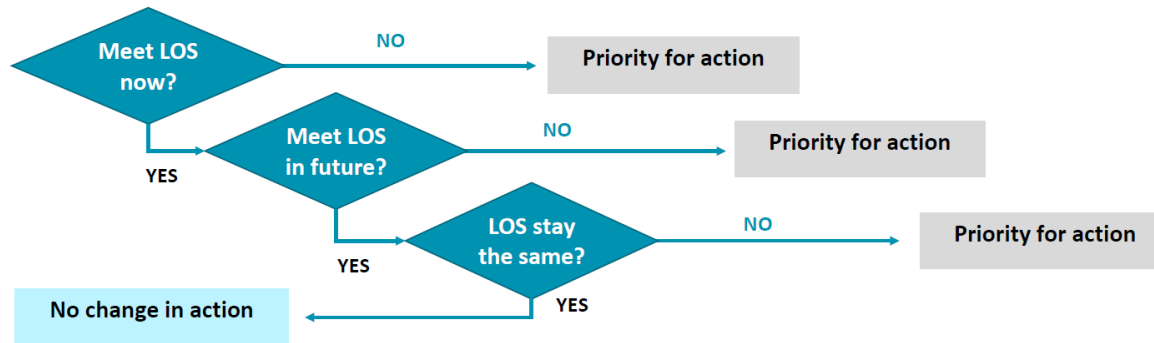 Meet LOS
now?
NO
Priority for action
YES
Meet LOS
in future?
NO
Priority for action
YES
LOS stay
the same?
NO
Priority for action
YES
No change in action